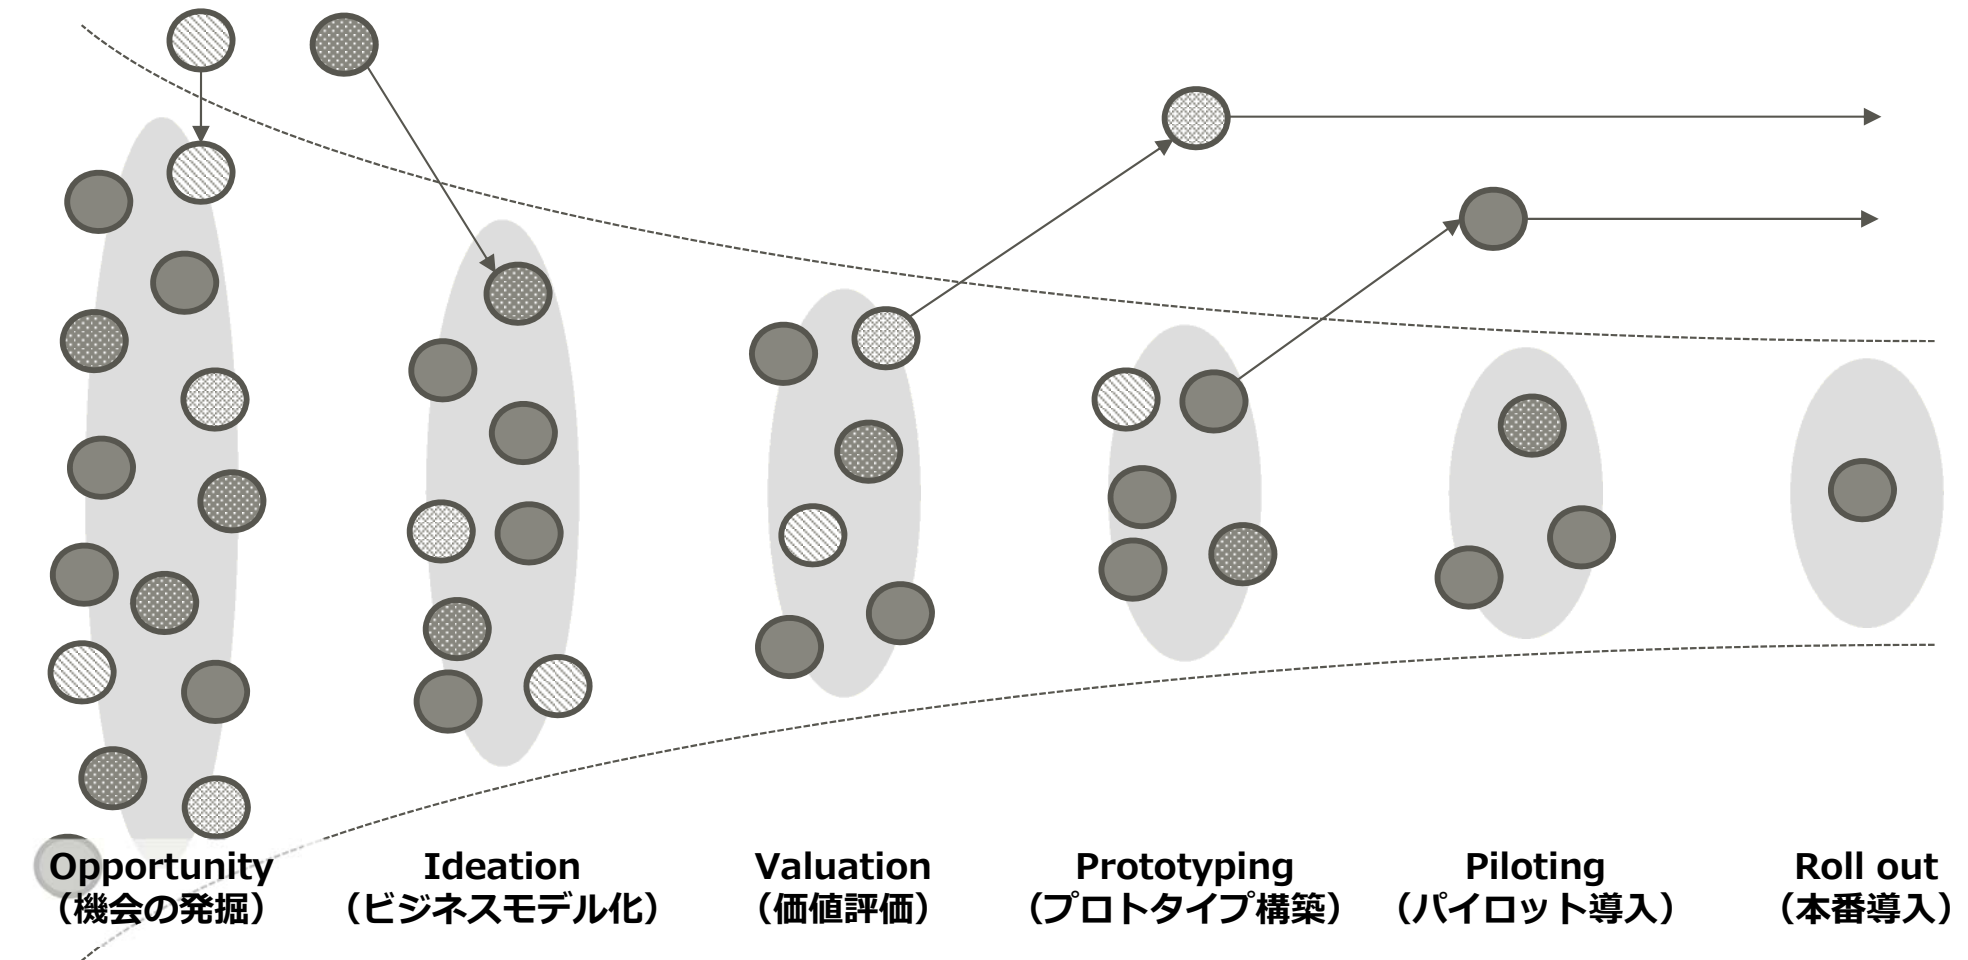 Opportunity
（機会の発掘）
Ideation
（ビジネスモデル化）
Valuation
（価値評価）
Prototyping
（プロトタイプ構築）
Piloting
（パイロット導入）
Roll out
（本番導入）